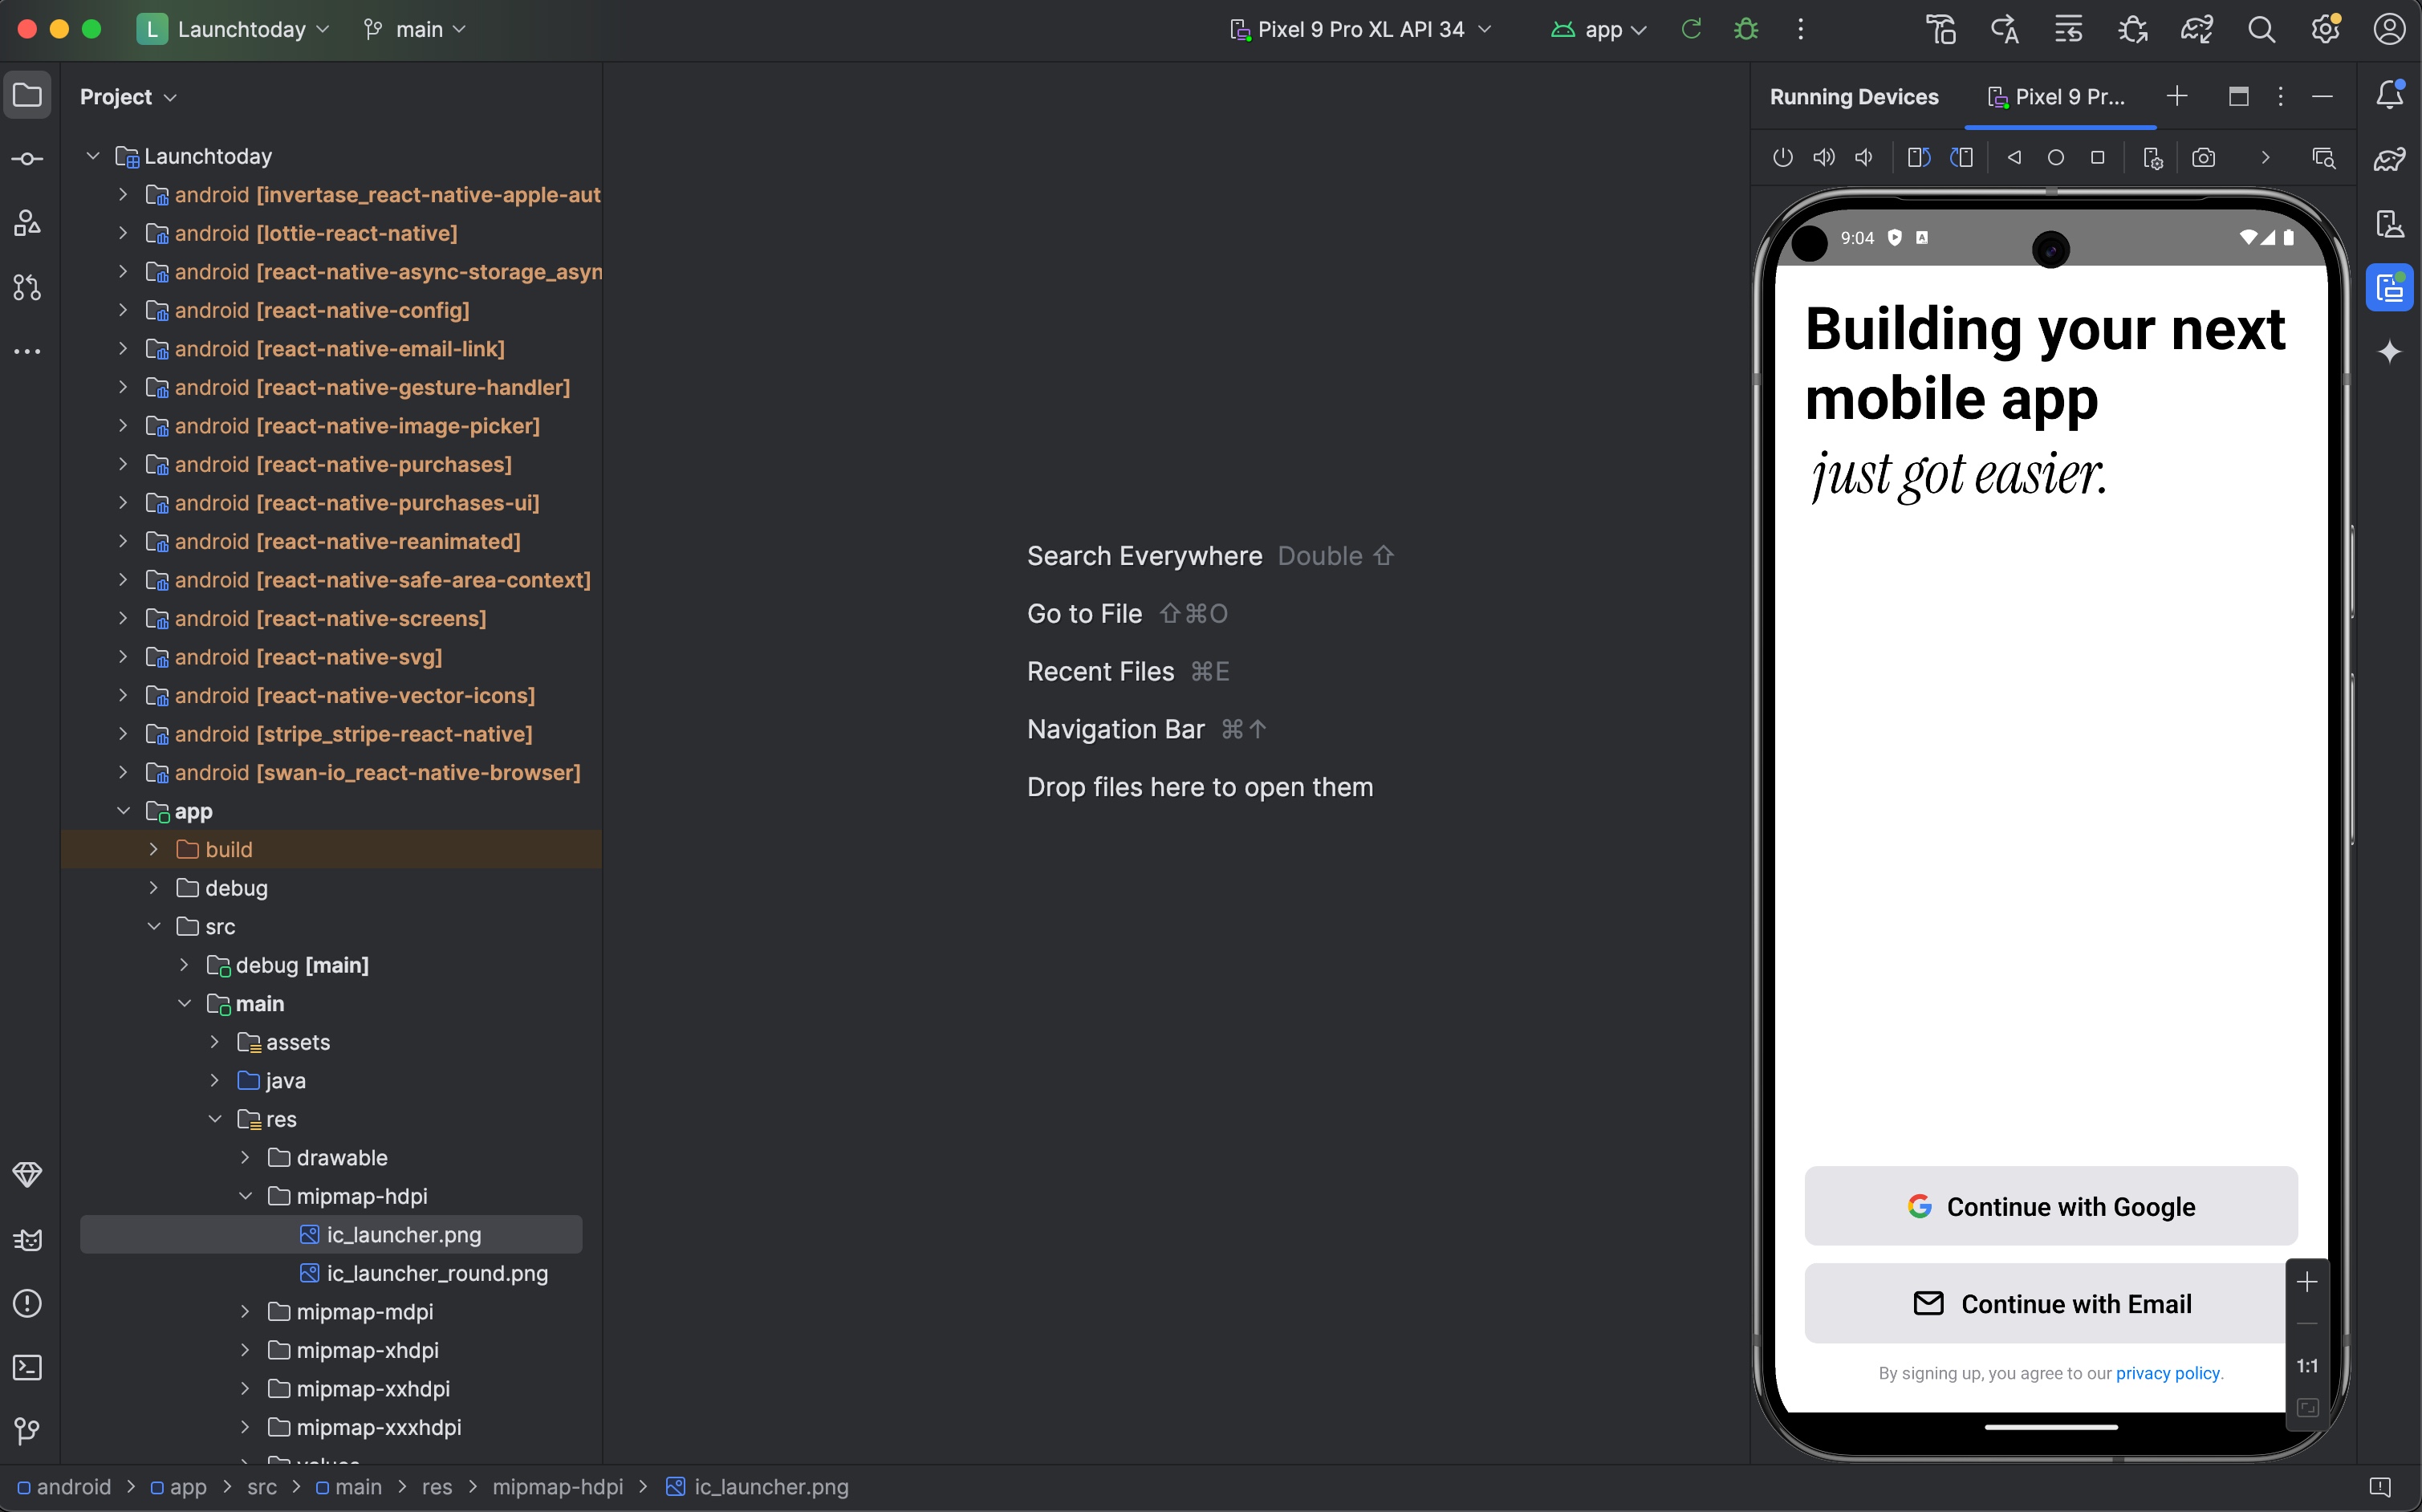 L Launchtoday main Pixel 9 Pro XL API 34 app
Project
Launchtoday
android [invertase_react-native-apple-aut
android [lottie-react-native]
android [react-native-async-storage_asyn
android [react-native-config]
android [react-native-email-link]
android [react-native-gesture-handler]
android [react-native-image-picker]
android [react-native-purchases]
android [react-native-purchases-ui]
android [react-native-reanimated]
android [react-native-safe-area-context]
android [react-native-screens]
android [react-native-svg]
android [react-native-vector-icons]
android [stripe_stripe-react-native]
android [swan-io_react-native-browser]
app
build
debug
src
debug [main]
main
assets
java
res
drawable
mipmap-hdpi
ic_launcher.png
ic_launcher_round.png
mipmap-mdpi
mipmap-xhdpi
mipmap-xxhdpi
mipmap-xxxhdpi
Search Everywhere Double ⇧
Go to File ⇧⌘O
Recent Files ⌘E
Navigation Bar ⌘↑
Drop files here to open them
Running Devices Pixel 9 Pr...
9:04
Building your next
mobile app
just got easier.
Continue with Google
Continue with Email
By signing up, you agree to our privacy policy.
1:1
android > app > src > main > res > mipmap-hdpi > ic_launcher.png